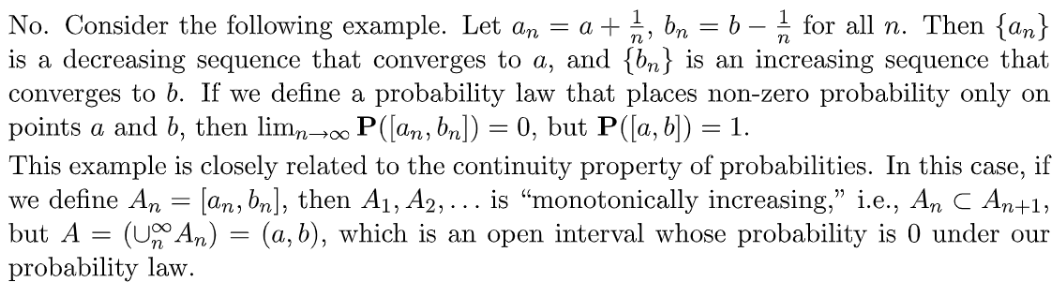 No. Consider the following example. Let $a_n = a + \frac{1}{n}$, $b_n = b - \frac{1}{n}$ for all $n$. Then $\{a_n\}$
is a decreasing sequence that converges to $a$, and $\{b_n\}$ is an increasing sequence that
converges to $b$. If we define a probability law that places non-zero probability only on
points $a$ and $b$, then $\lim_{n\to\infty} \mathbf{P}([a_n, b_n]) = 0$, but $\mathbf{P}([a, b]) = 1$.
This example is closely related to the continuity property of probabilities. In this case, if
we define $A_n = [a_n, b_n]$, then $A_1, A_2, \ldots$ is “monotonically increasing,” i.e., $A_n \subset A_{n+1}$,
but $A = (\cup_n^\infty A_n) = (a, b)$, which is an open interval whose probability is 0 under our
probability law.